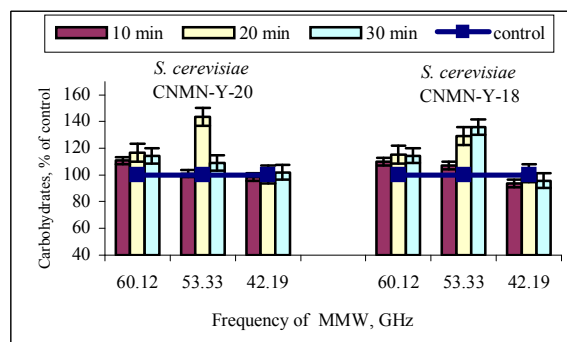 10 min 20 min 30 min control
S. cerevisiae
CNMN-Y-20
S. cerevisiae
CNMN-Y-18
Carbohydrates, % of control
160
140
120
100
80
60
40
60.12 53.33 42.19 60.12 53.33 42.19
Frequency of MMW, GHz